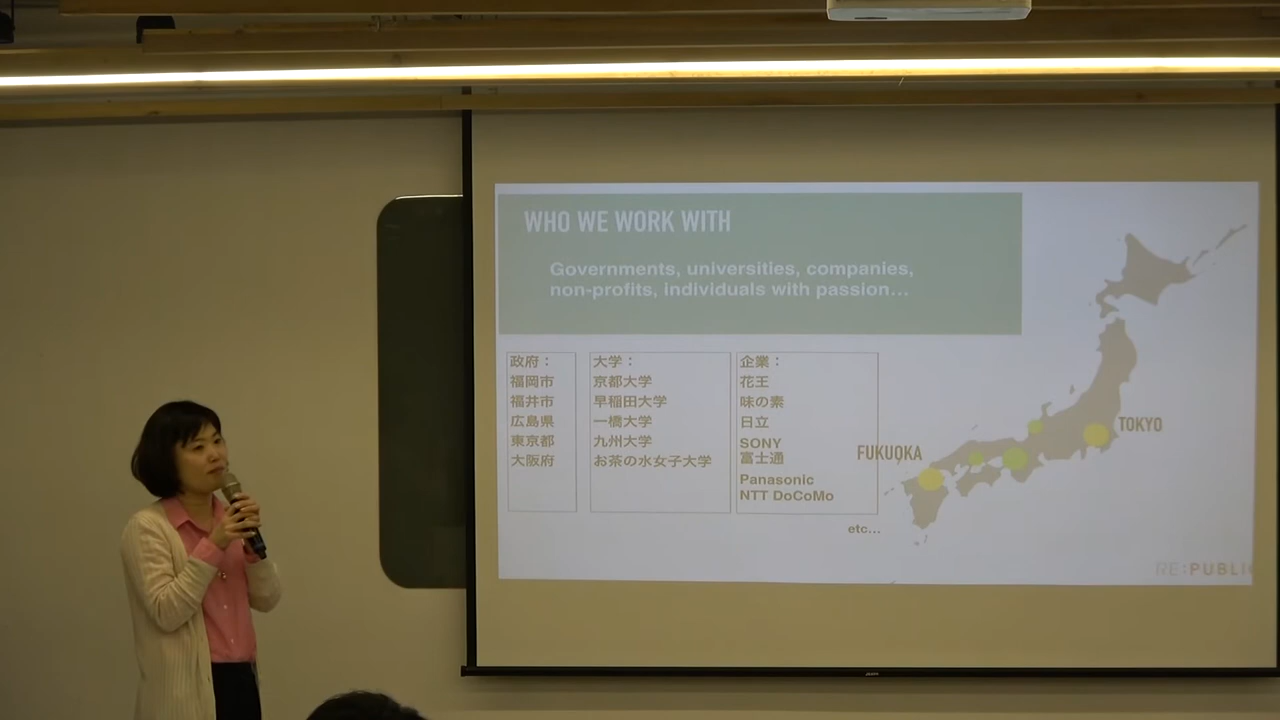 WHO WE WORK WITH
Governments, universities, companies,
non-profits, individuals with passion...
政府：
福岡市
福井市
広島県
東京都
大阪府
大学：
京都大学
早稲田大学
一橋大学
九州大学
お茶の水女子大学
企業：
花王
味の素
日立
SONY
富士通
Panasonic
NTT DoCoMo
etc...
FUKUOKA
TOKYO
RE:PUBLIC